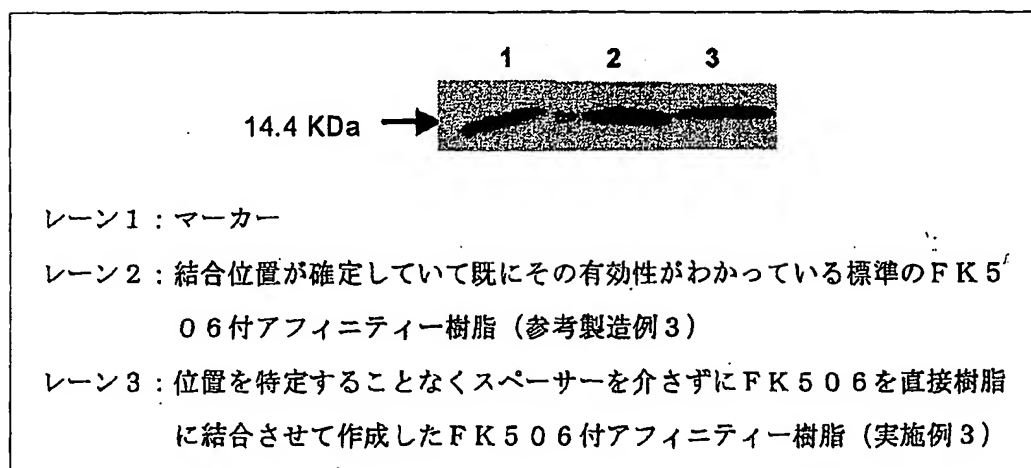 1 2 3
14.4 KDa
レーン1:マーカー
レーン2:結合位置が確定していて既にその有効性がわかっている標準のFK5
06付アフィニティー樹脂(参考製造例3)
レーン3:位置を特定することなくスペーサーを介さずにFK506を直接樹脂
に結合させて作成したFK506付アフィニティー樹脂(実施例3)